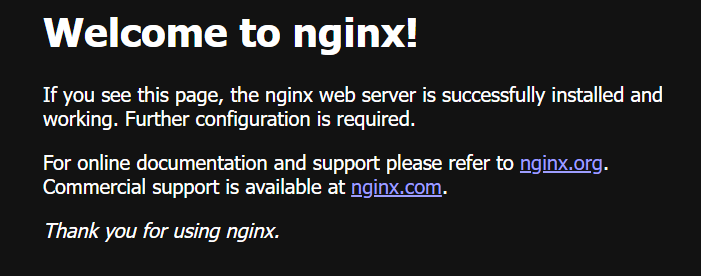 Welcome to nginx!
If you see this page, the nginx web server is successfully installed and
working. Further configuration is required.
For online documentation and support please refer to nginx.org.
Commercial support is available at nginx.com.
Thank you for using nginx.